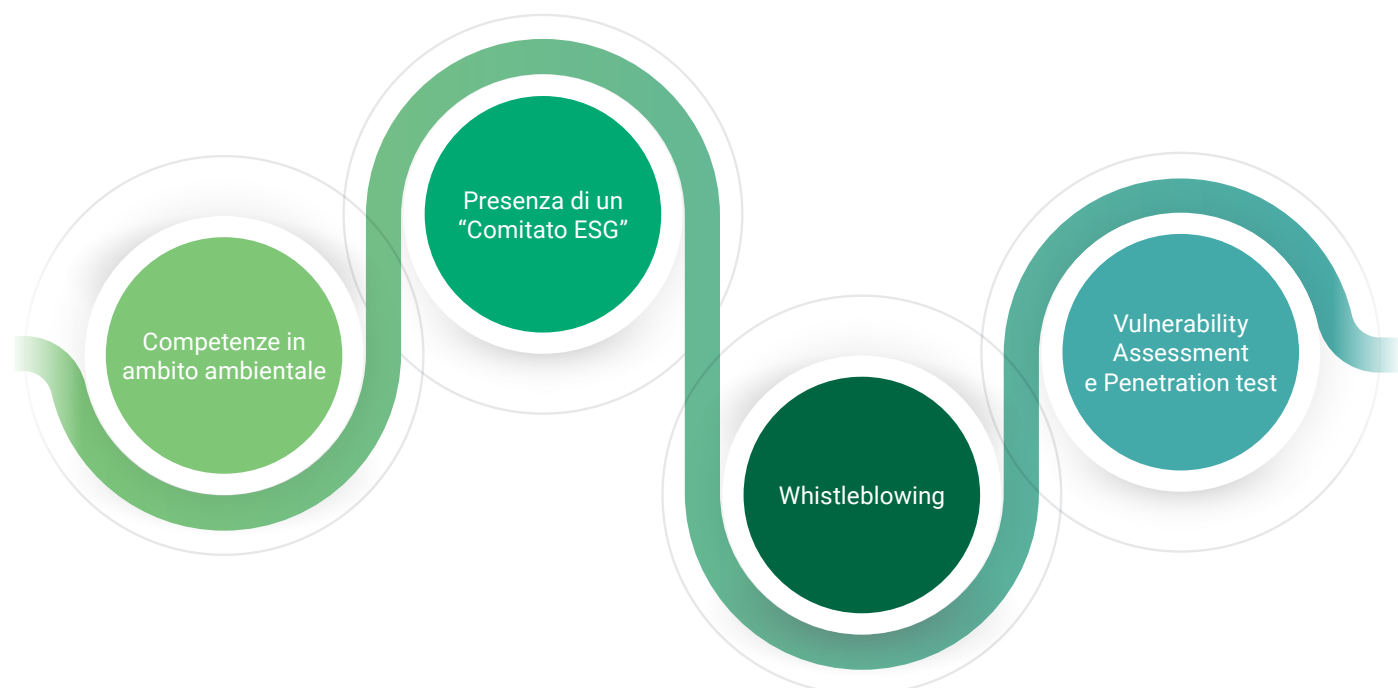 Competenze in
ambito ambientale
Presenza di un
“Comitato ESG”
Whistleblowing
Vulnerability
Assessment
e Penetration test